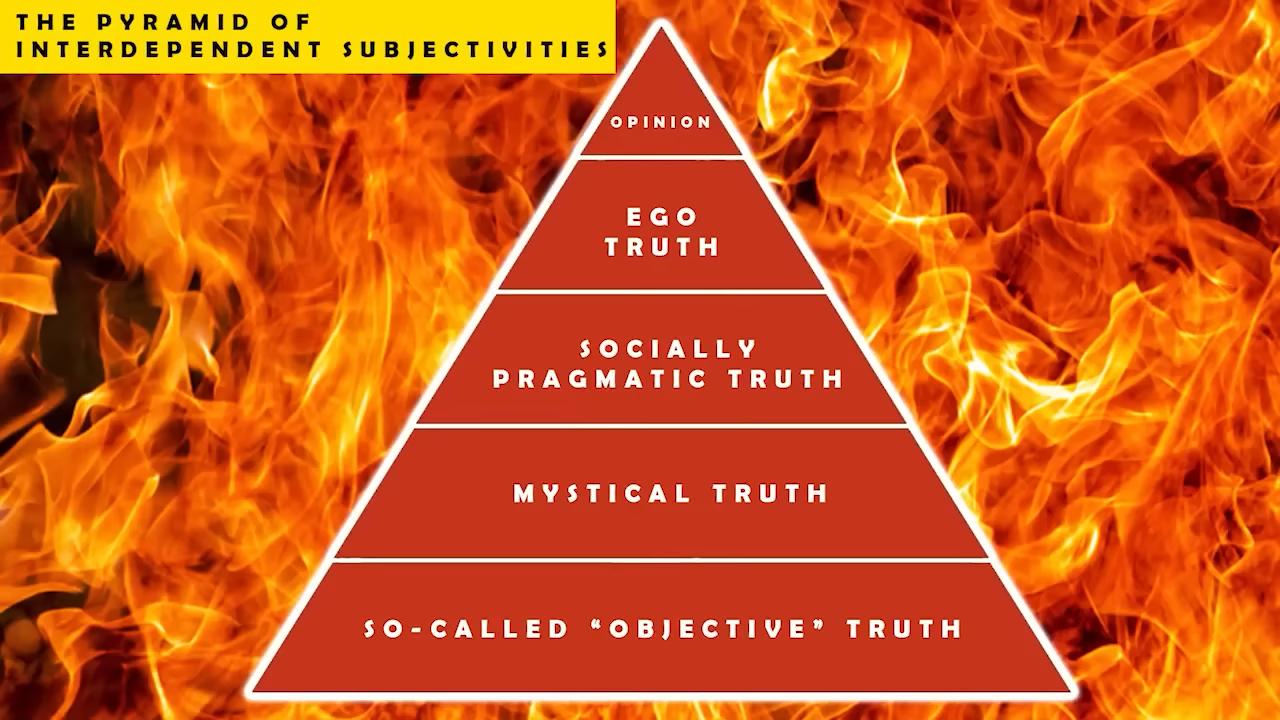 THE PYRAMID OF
INTERDEPENDENT SUBJECTIVITIES
OPINION
EGO
TRUTH
SOCIALLY
PRAGMATIC TRUTH
MYSTICAL TRUTH
SO-CALLED “OBJECTIVE” TRUTH